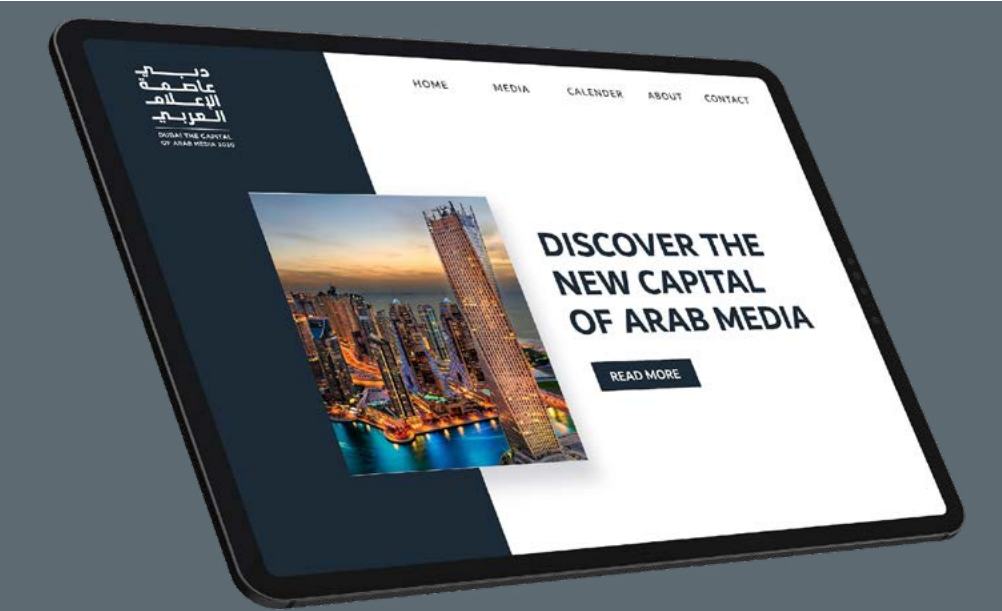 دبي
عاصمة
الإعلام
العربي
DUBAI THE CAPITAL
OF ARAB MEDIA 2020
HOME MEDIA CALENDER ABOUT CONTACT
DISCOVER THE
NEW CAPITAL
OF ARAB MEDIA
READ MORE